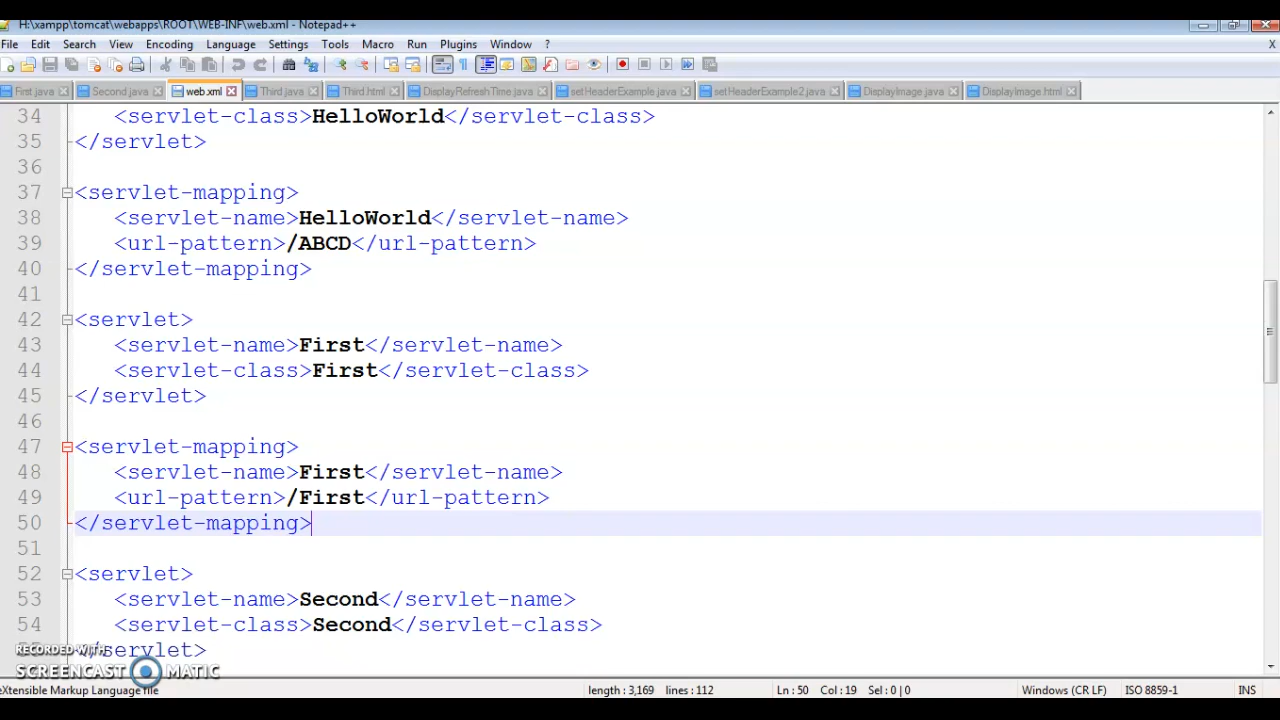 H:\xampp\tomcat\webapps\ROOT\WEB-INF\web.xml - Notepad++
File Edit Search View Encoding Language Settings Tools Macro Run Plugins Window ? X
First.java Second.java web.xml Third.java Third.html DisplayRefreshTime.java setHeaderExample.java setHeaderExample2.java DisplayImage.java DisplayImage.html
34 <servlet-class>HelloWorld</servlet-class>
35 </servlet>
36
37 <servlet-mapping>
38 <servlet-name>HelloWorld</servlet-name>
39 <url-pattern>/ABCD</url-pattern>
40 </servlet-mapping>
41
42 <servlet>
43 <servlet-name>First</servlet-name>
44 <servlet-class>First</servlet-class>
45 </servlet>
46
47 <servlet-mapping>
48 <servlet-name>First</servlet-name>
49 <url-pattern>/First</url-pattern>
50 </servlet-mapping>
51
52 <servlet>
53 <servlet-name>Second</servlet-name>
54 <servlet-class>Second</servlet-class>
</servlet>
RECORDED WITH
SCREENCAST MATIC
eXtensible Markup Language file length : 3,169 lines : 112 Ln : 50 Col : 19 Sel : 0 | 0 Windows (CR LF) ISO 8859-1 INS